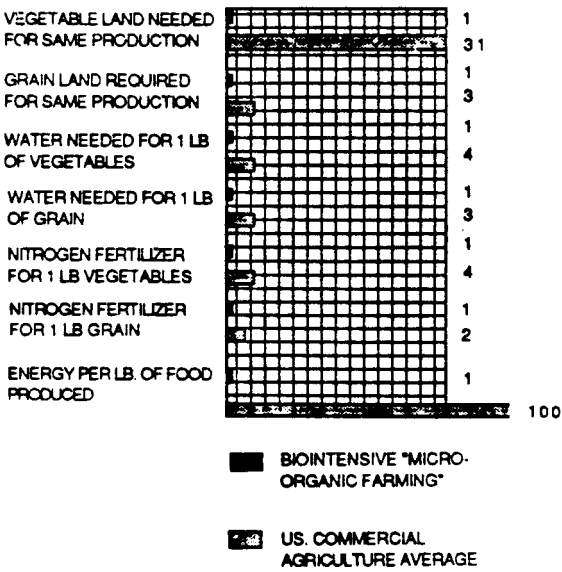 VEGETABLE LAND NEEDED 1
FOR SAME PRODUCTION 31
GRAIN LAND REQUIRED 1
FOR SAME PRODUCTION 3
WATER NEEDED FOR 1 LB 1
OF VEGETABLES 4
WATER NEEDED FOR 1 LB 1
OF GRAIN 3
NITROGEN FERTILIZER 1
FOR 1 LB VEGETABLES 4
NITROGEN FERTILIZER 1
FOR 1 LB GRAIN 2
ENERGY PER LB. OF FOOD 1
PRODUCED
100
BIOINTENSIVE "MICRO-
ORGANIC FARMING"
US. COMMERCIAL
AGRICULTURE AVERAGE